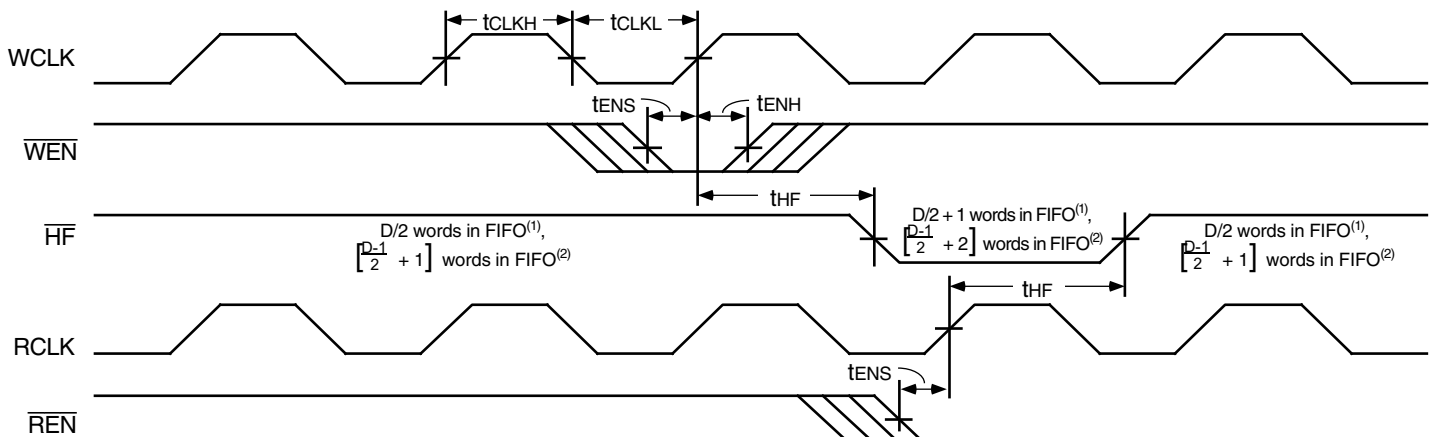 tCLKH tCLKL
WCLK
tENS tENH
WEN
tHF
HF
D/2 words in FIFO(1),
[D-1/2 + 1] words in FIFO(2)
D/2 + 1 words in FIFO(1),
[D-1/2 + 2] words in FIFO(2)
D/2 words in FIFO(1),
[D-1/2 + 1] words in FIFO(2)
tHF
RCLK
tENS
REN